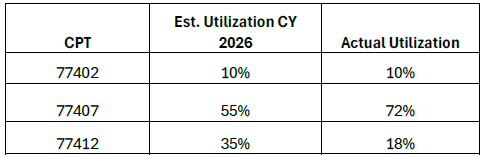 CPT Est. Utilization CY 2026 Actual Utilization
77402 10% 10%
77407 55% 72%
77412 35% 18%